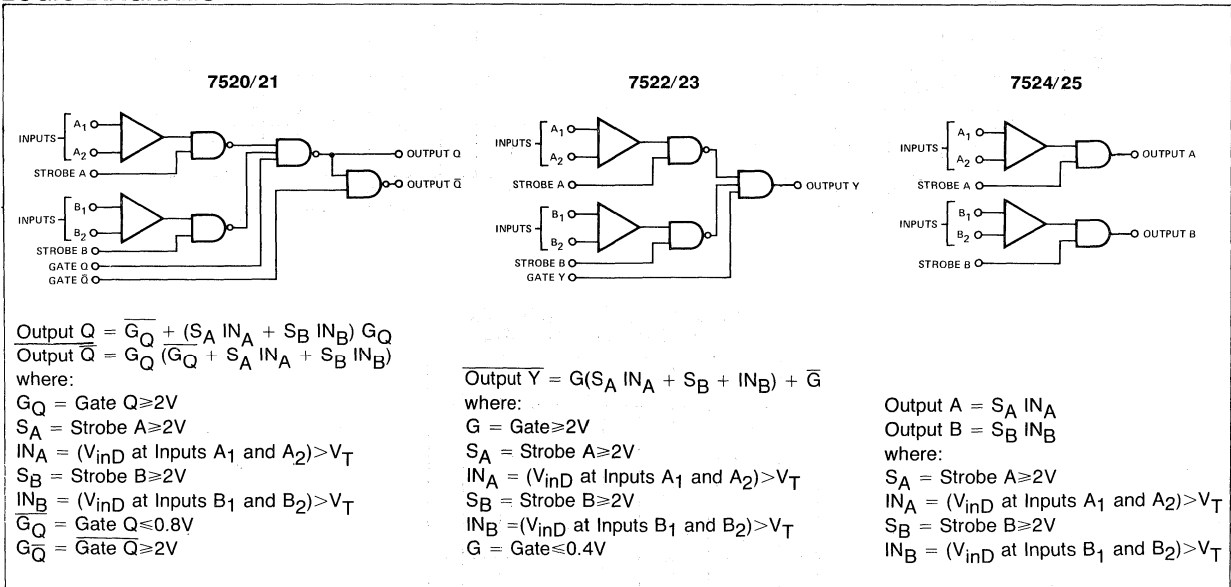 7520/21
INPUTS
A1
A2
STROBE A
INPUTS
B1
B2
STROBE B
GATE Q
GATE Q̅
OUTPUT Q
OUTPUT Q̅
Output Q = G̅Q̅ + (SA INA + SB INB) GQ
Output Q̅ = GQ (G̅Q̅ + SA INA + SB INB)
where:
GQ = Gate Q≥2V
SA = Strobe A≥2V
INA = (VinD at Inputs A1 and A2)>VT
SB = Strobe B≥2V
INB = (VinD at Inputs B1 and B2)>VT
G̅Q̅ = Gate Q≤0.8V
GQ̅ = G̅a̅t̅e̅ Q̅≥2V
7522/23
INPUTS
A1
A2
STROBE A
INPUTS
B1
B2
STROBE B
GATE Y
OUTPUT Y
O̅u̅t̅p̅u̅t̅ Y̅ = G(SA INA + SB + INB) + G̅
where:
G = Gate≥2V
SA = Strobe A≥2V
INA = (VinD at Inputs A1 and A2)>VT
SB = Strobe B≥2V
INB =(VinD at Inputs B1 and B2)>VT
G = Gate≤0.4V
7524/25
INPUTS
A1
A2
STROBE A
INPUTS
B1
B2
STROBE B
OUTPUT A
OUTPUT B
Output A = SA INA
Output B = SB INB
where:
SA = Strobe A≥2V
INA = (VinD at Inputs A1 and A2)>VT
SB = Strobe B≥2V
INB = (VinD at Inputs B1 and B2)>VT